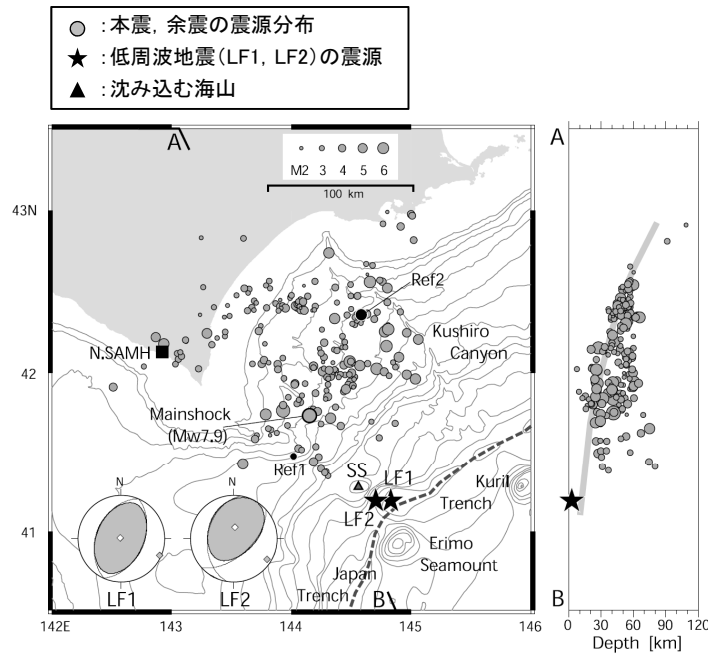 :本震, 余震の震源分布
:低周波地震(LF1, LF2)の震源
:沈み込む海山
A
M2 3 4 5 6
100 km
43N
Ref2
N.SAMH
Kushiro
Canyon
42
Mainshock
(Mw7.9)
Ref1
SS
LF1
LF2
Kuril
Trench
41
N
N
Erimo
Seamount
Japan
Trench
LF1
LF2
B
142E 143 144 145 146
A
B
0 30 60 90 120
Depth [km]